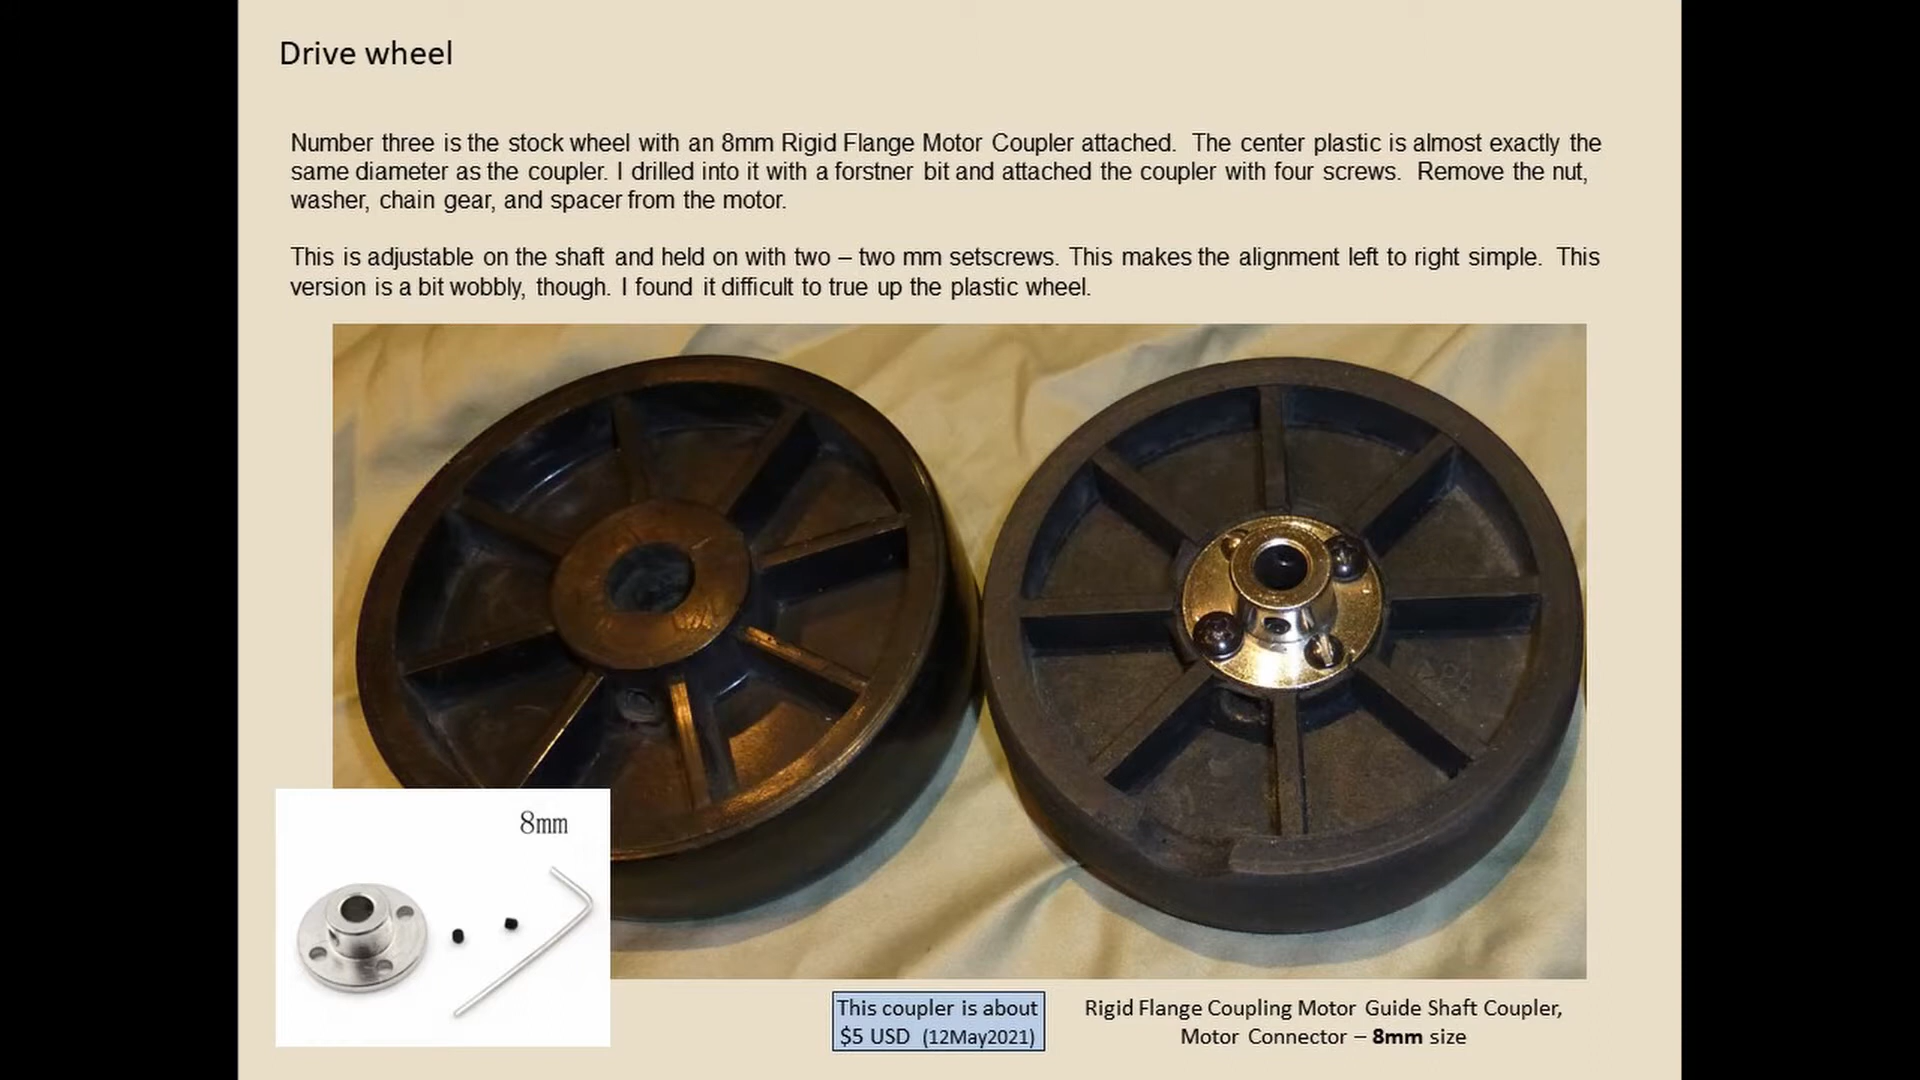 Drive wheel
Number three is the stock wheel with an 8mm Rigid Flange Motor Coupler attached. The center plastic is almost exactly the
same diameter as the coupler. I drilled into it with a forstner bit and attached the coupler with four screws. Remove the nut,
washer, chain gear, and spacer from the motor.
This is adjustable on the shaft and held on with two – two mm setscrews. This makes the alignment left to right simple. This
version is a bit wobbly, though. I found it difficult to true up the plastic wheel.
8mm
This coupler is about
$5 USD (12May2021)
Rigid Flange Coupling Motor Guide Shaft Coupler,
Motor Connector – 8mm size